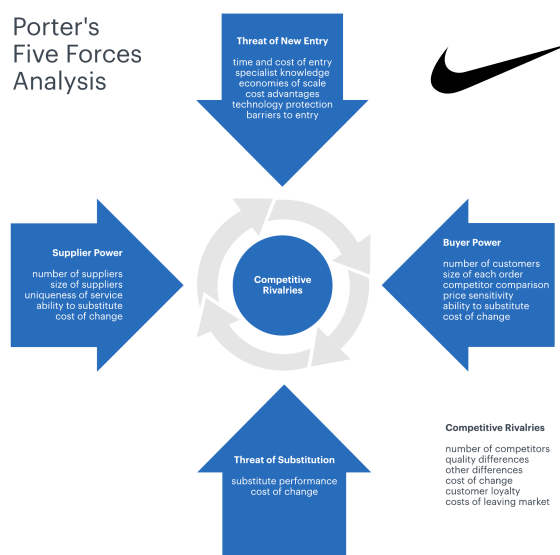 Porter's
Five Forces
Analysis
Threat of New Entry
time and cost of entry
specialist knowledge
economies of scale
cost advantages
technology protection
barriers to entry
Supplier Power
number of suppliers
size of suppliers
uniqueness of service
ability to substitute
cost of change
Competitive
Rivalries
Buyer Power
number of customers
size of each order
competitor comparison
price sensitivity
ability to substitute
cost of change
Threat of Substitution
substitute performance
cost of change
Competitive Rivalries
number of competitors
quality differences
other differences
cost of change
customer loyalty
costs of leaving market